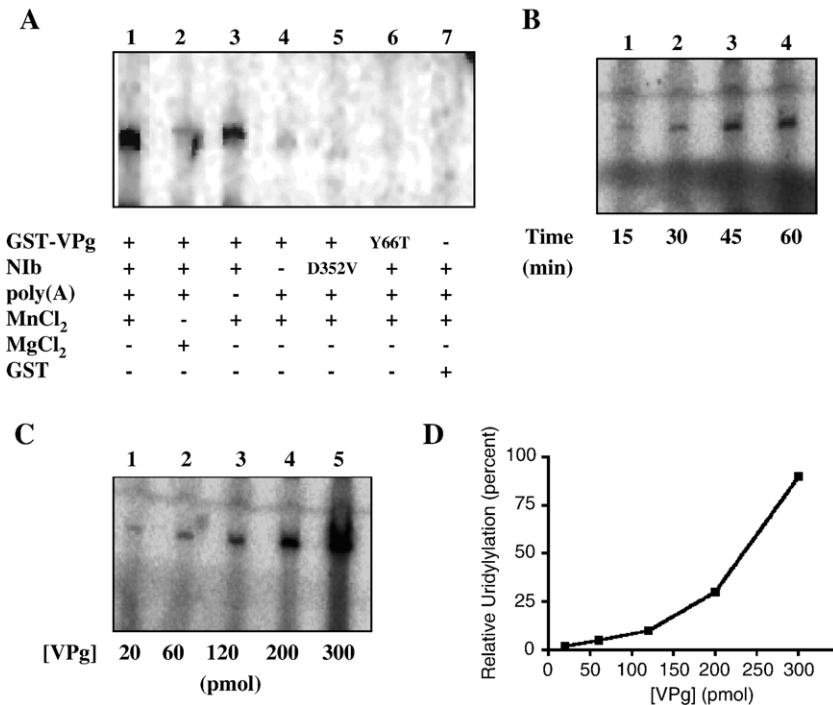 A
1 2 3 4 5 6 7
GST-VPg + + + + + Y66T -
NIb + + + - D352V + +
poly(A) + + - + + + +
MnCl₂ + - + + + + +
MgCl₂ - + - - - - -
GST - - - - - - +
B
1 2 3 4
Time 15 30 45 60
(min)
C
1 2 3 4 5
[VPg] 20 60 120 200 300
(pmol)
D
Relative Uridylylation (percent)
100
75
50
25
0
0 50 100 150 200 250 300
[VPg] (pmol)